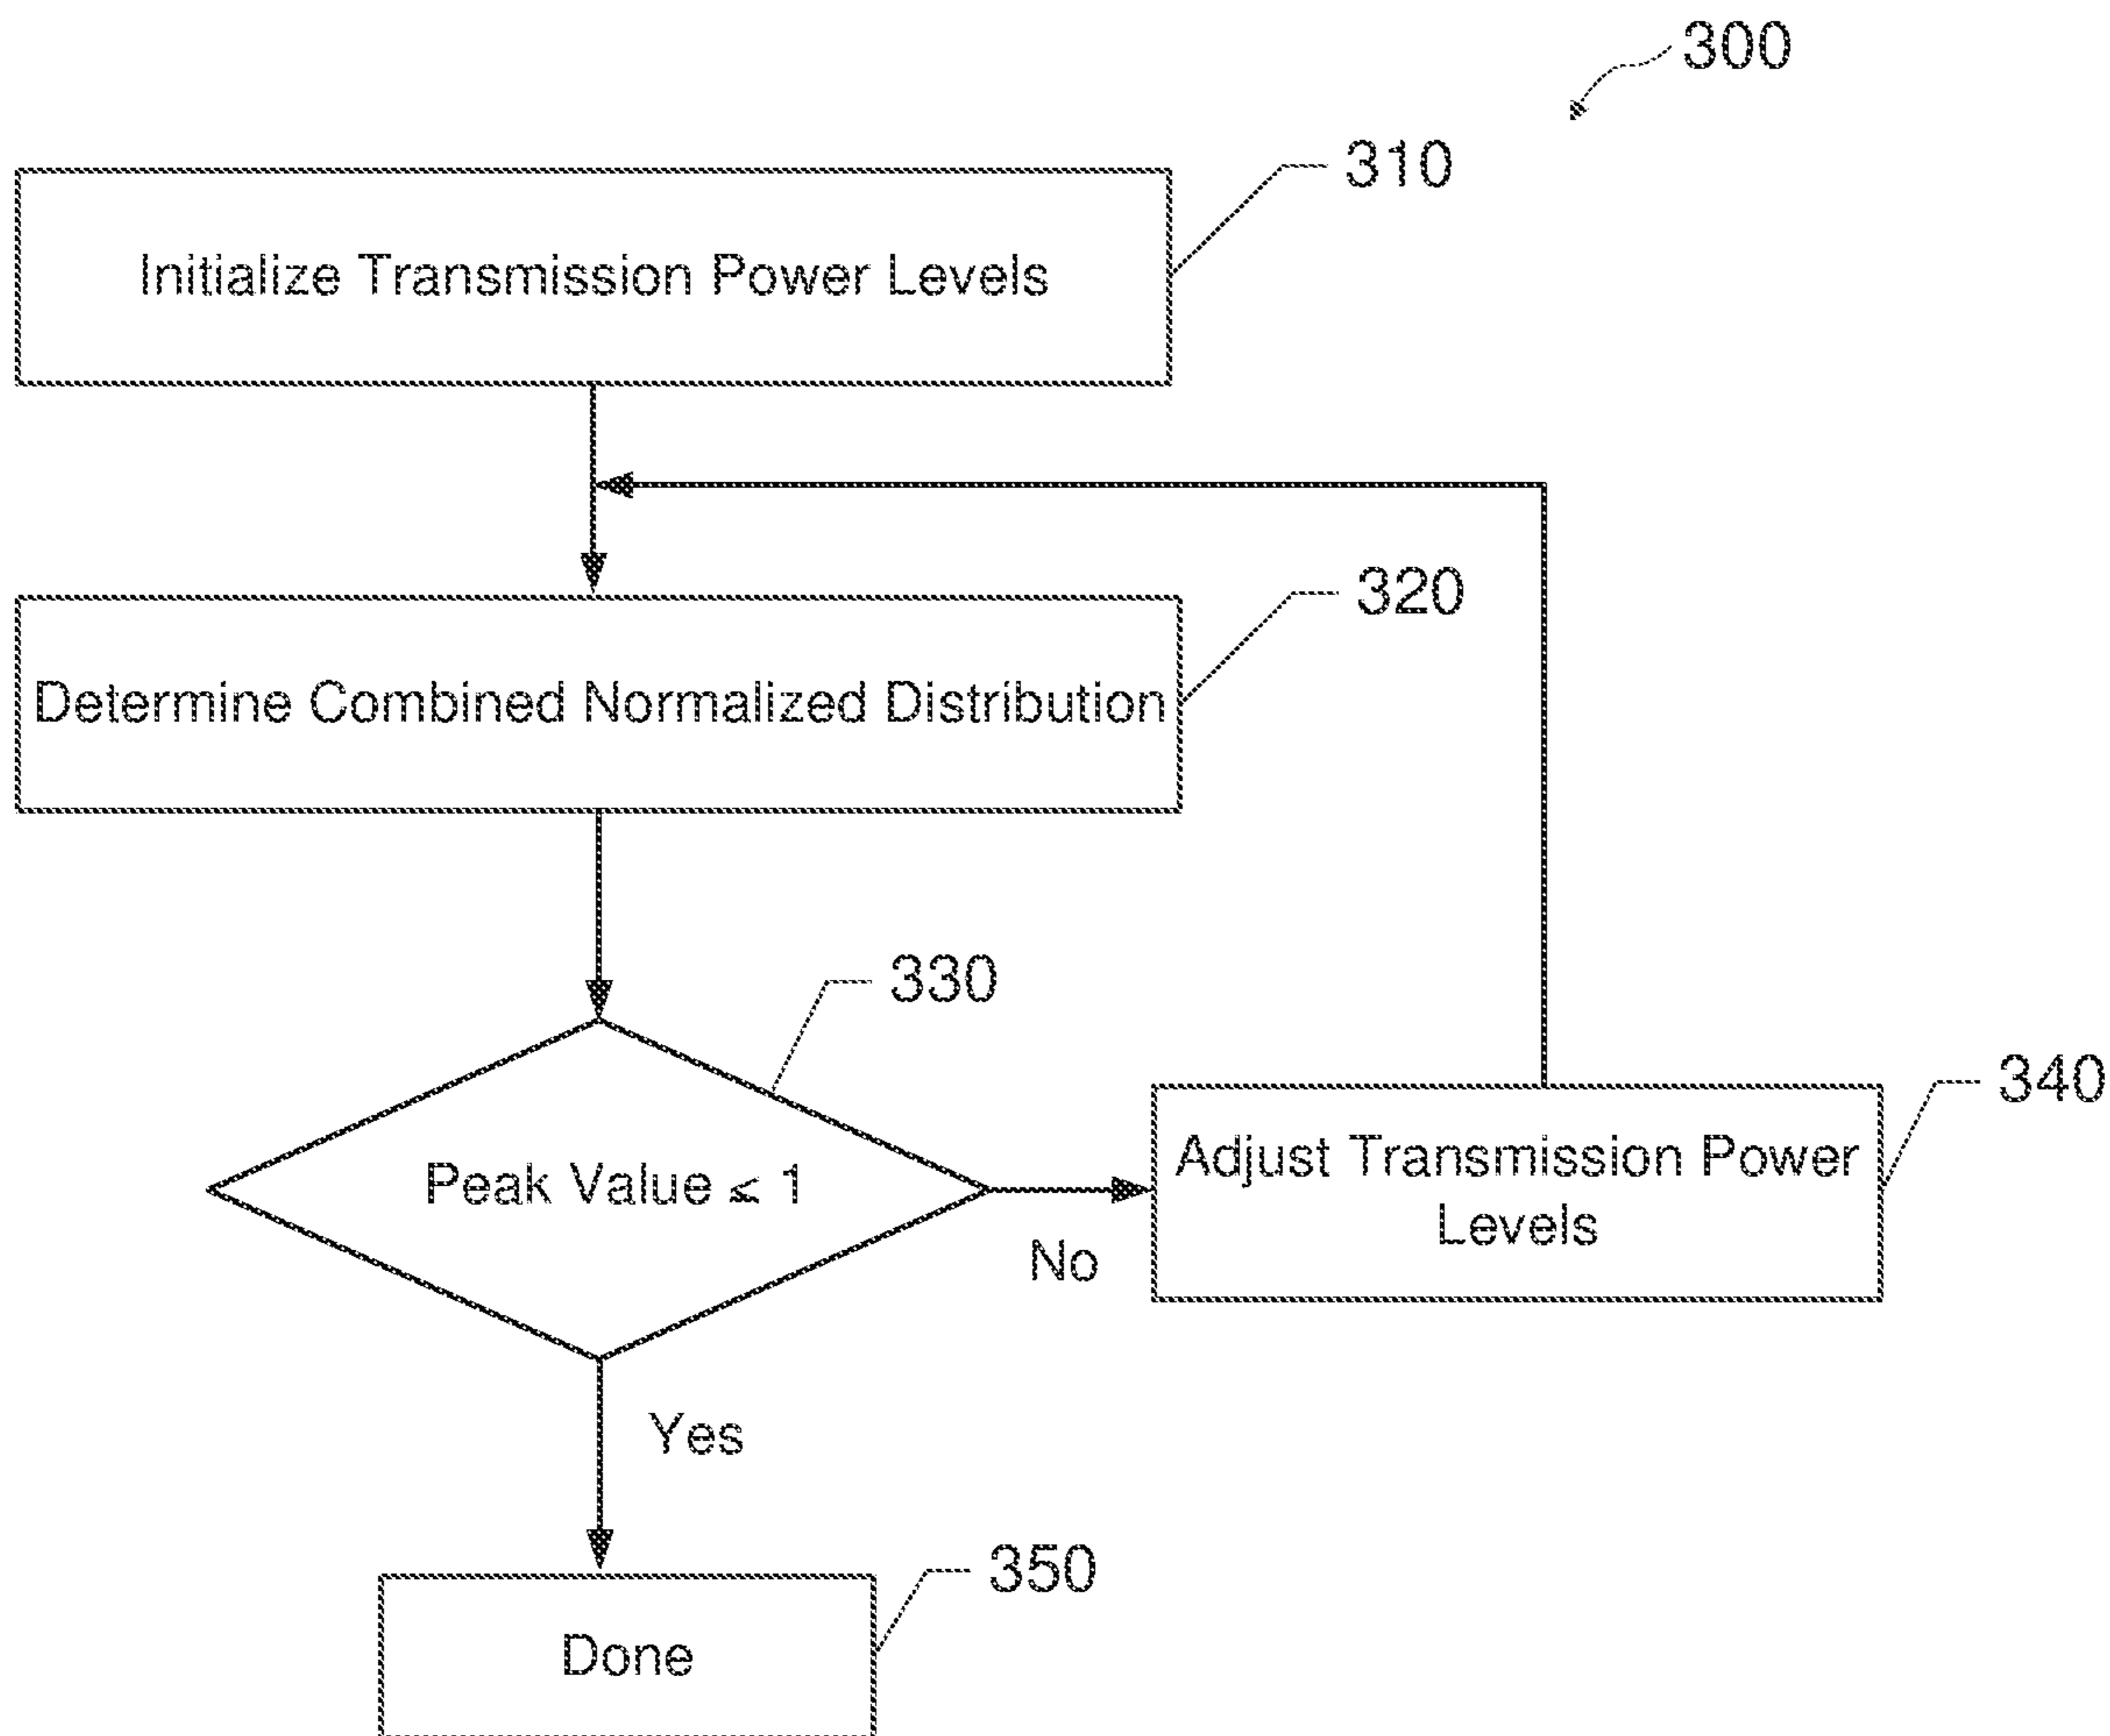 300
310
Initialize Transmission Power Levels
320
Determine Combined Normalized Distribution
330
Peak Value ≤ 1
No
340
Adjust Transmission Power
Levels
Yes
350
Done